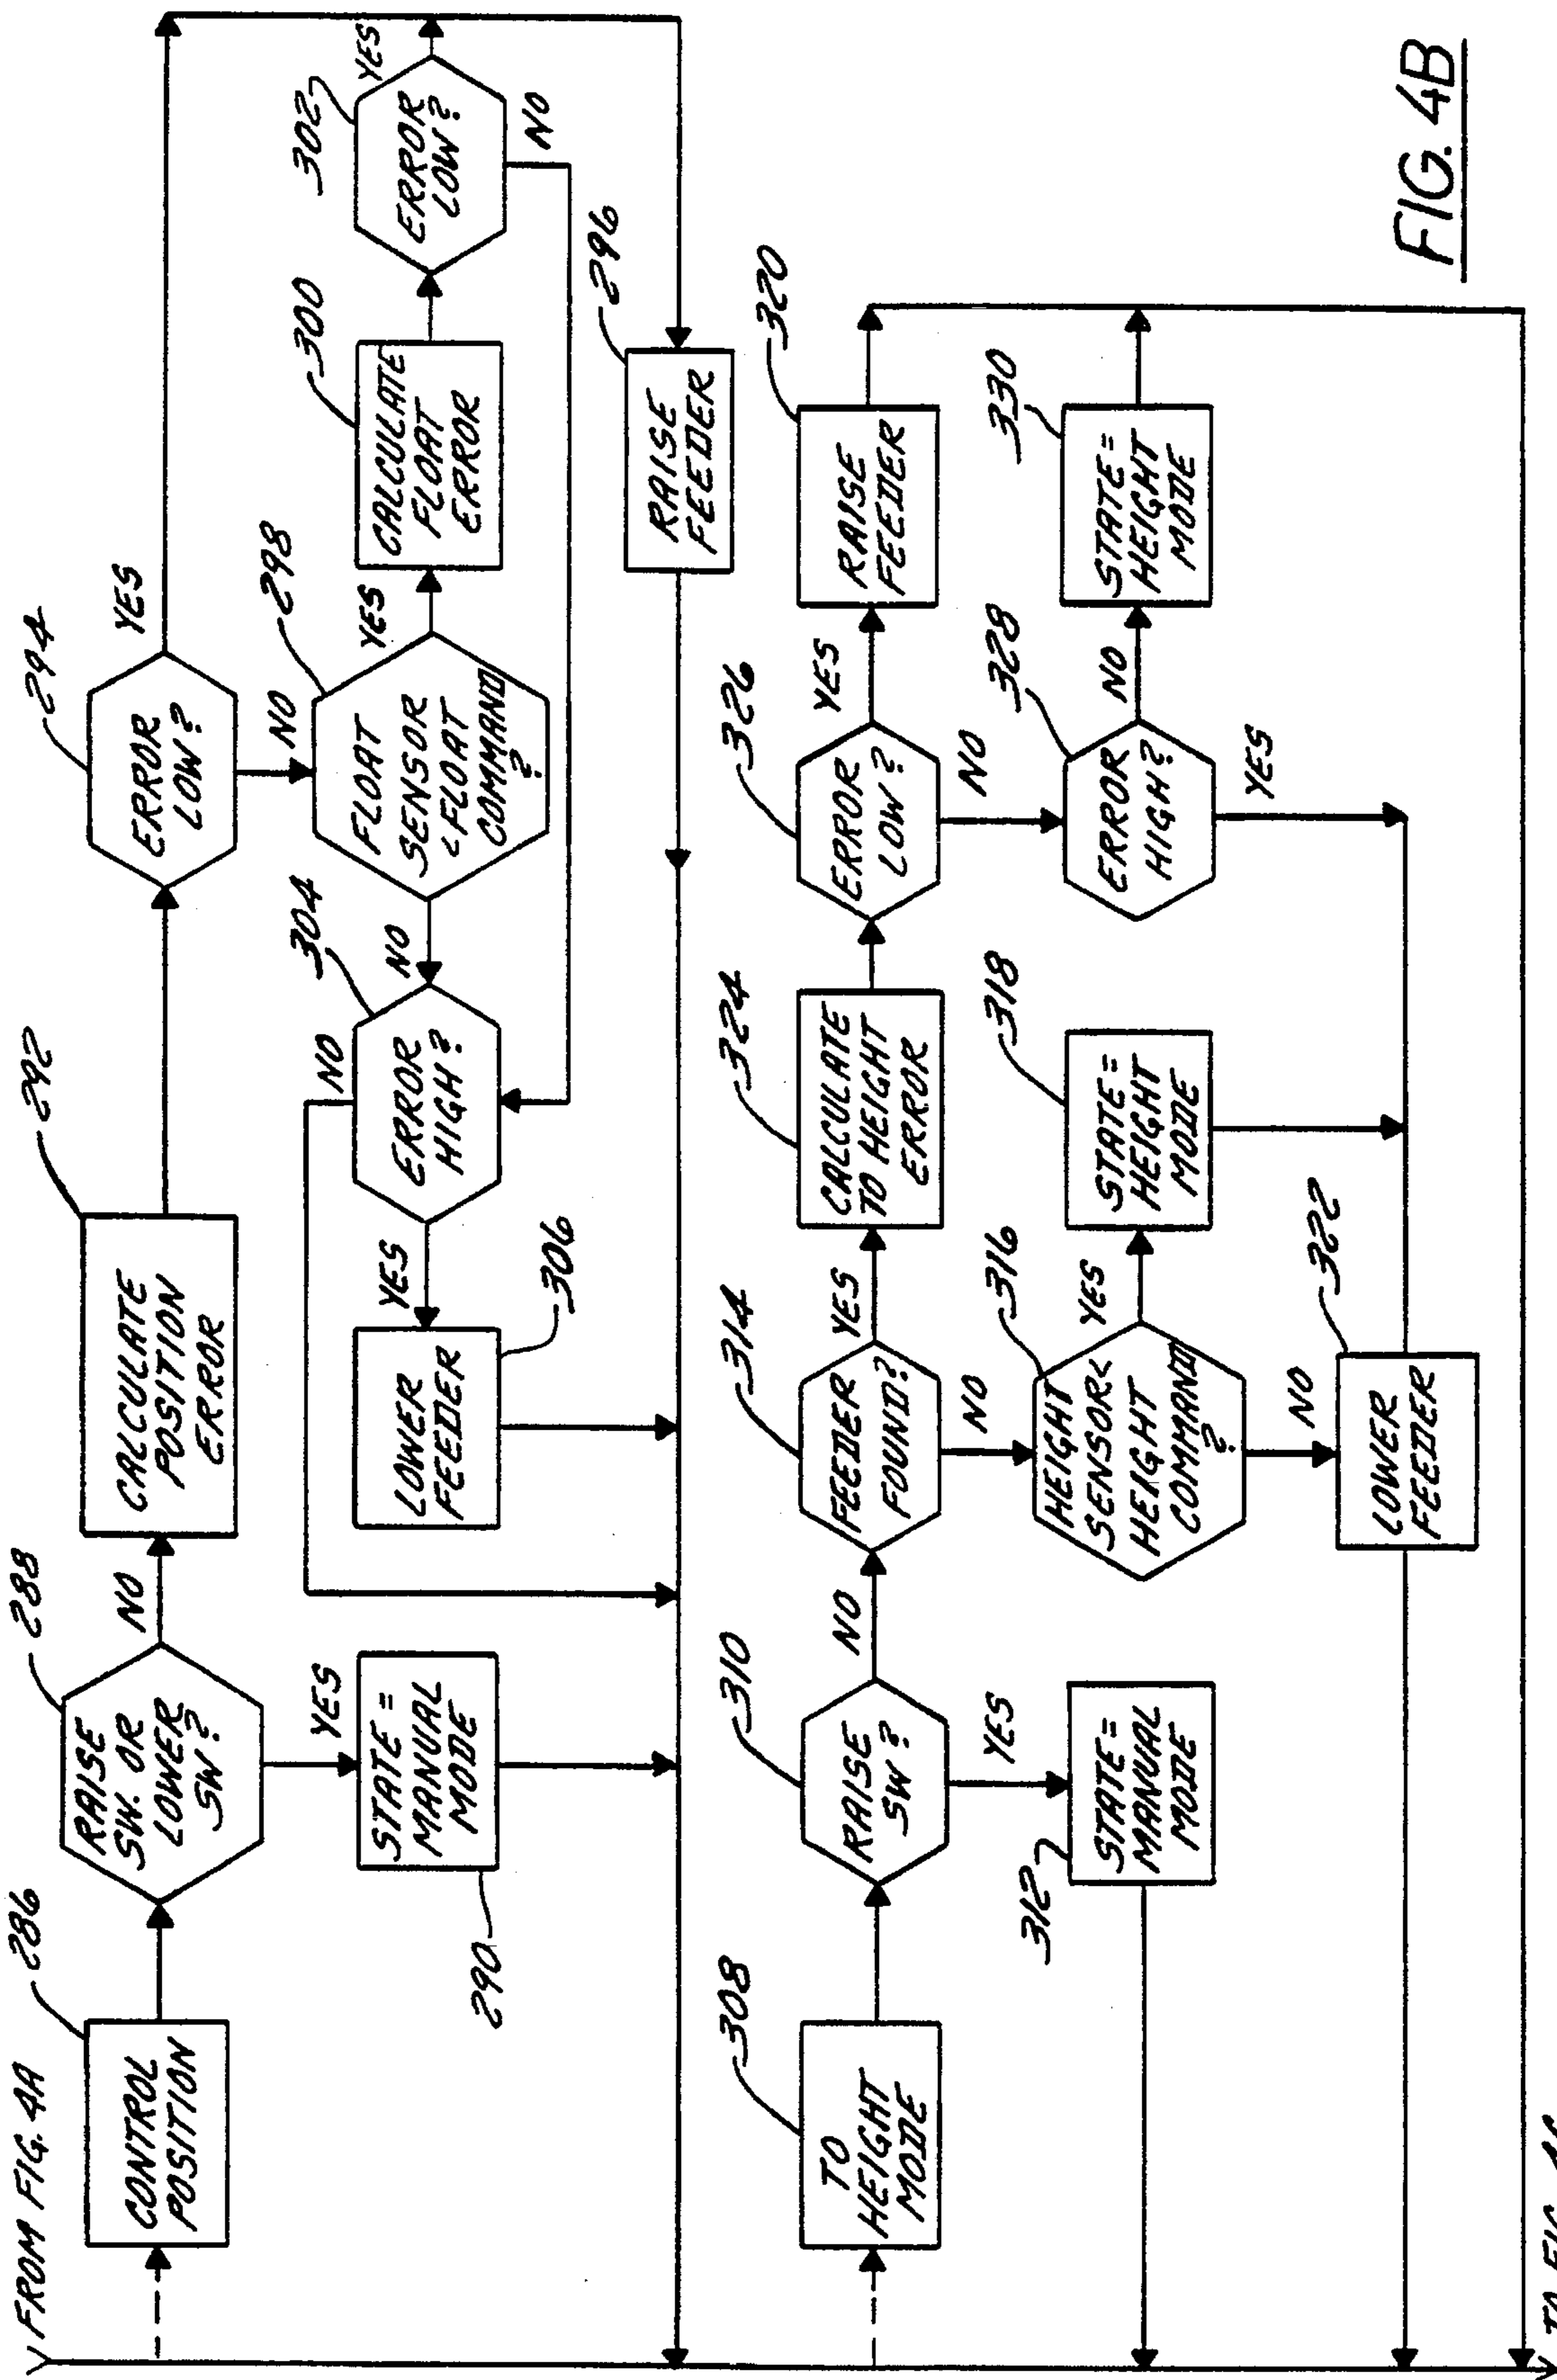 FROM FIG. 4A
286
CONTROL
POSITION
288
RAISE
SW. OR
LOWER
SW?
NO
YES
290
STATE =
MANUAL
MODE
292
CALCULATE
POSITION
ERROR
294
ERROR
LOW?
YES
NO
298
FLOAT
SENSOR
<FLOAT
COMMAND
?
YES
NO
300
CALCULATE
FLOAT
ERROR
302
ERROR
LOW?
YES
NO
304
ERROR
HIGH?
NO
YES
306
LOWER
FEEDER
296
RAISE
FEEDER
308
TO
HEIGHT
MODE
310
RAISE
SW?
NO
YES
312
STATE =
MANUAL
MODE
314
FEEDER
FOUND?
YES
NO
316
HEIGHT
SENSOR<
HEIGHT
COMMAND
?
YES
NO
318
STATE =
HEIGHT
MODE
322
LOWER
FEEDER
324
CALCULATE
TO HEIGHT
ERROR
326
ERROR
LOW?
YES
NO
320
RAISE
FEEDER
328
ERROR
HIGH?
NO
YES
330
STATE =
HEIGHT
MODE
TO FIG.
FIG. 4B